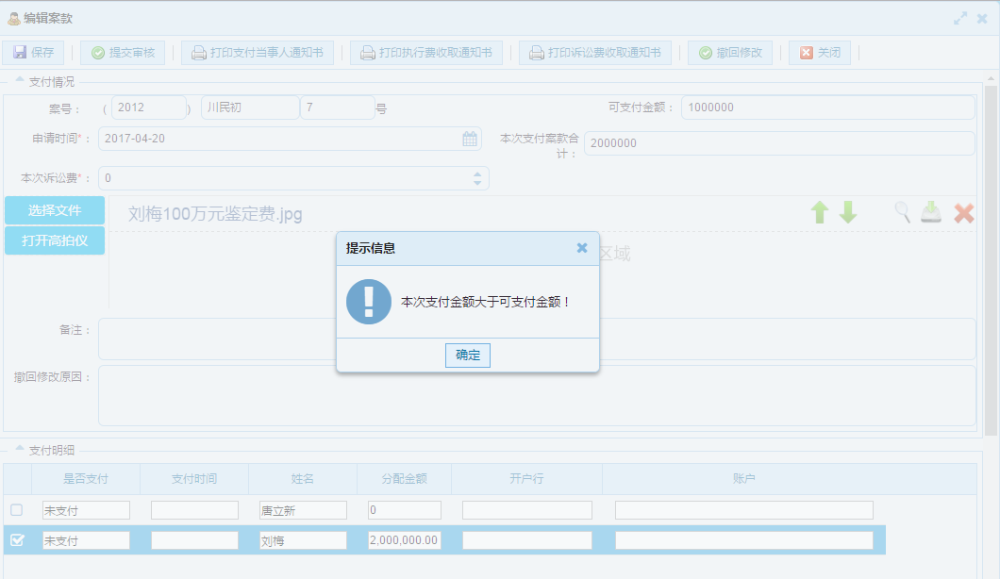 编辑案款
保存 提交审核 打印支付当事人通知书 打印执行费收取通知书 打印诉讼费收取通知书 撤回修改 关闭
支付情况
案号： ( 2012 ) 川民初 7 号 可支付金额： 1000000
申请时间*： 2017-04-20 本次支付案款合计： 2000000
本次诉讼费*： 0
选择文件 刘梅100万元鉴定费.jpg
打开高拍仪
区域
提示信息
本次支付金额大于可支付金额！
确定
备注：
撤回修改原因：
支付明细
是否支付 支付时间 姓名 分配金额 开户行 账户
未支付 唐立新 0
未支付 刘梅 2,000,000.00